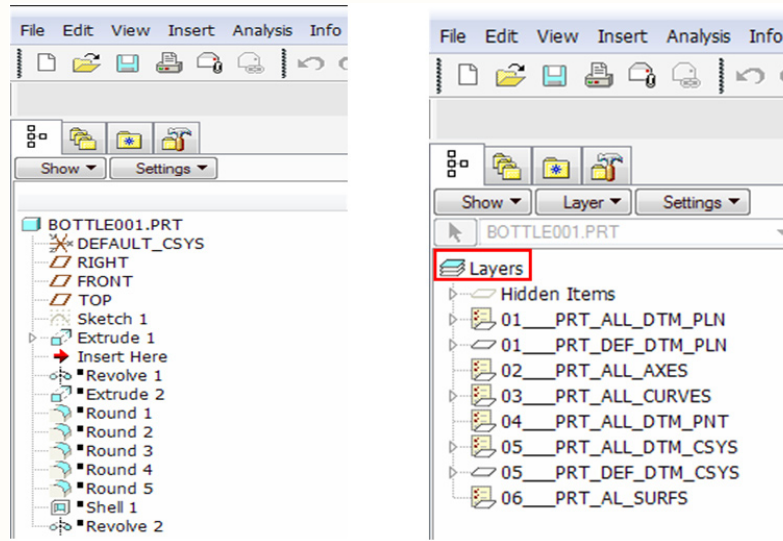 File Edit View Insert Analysis Info
Show Settings
BOTTLE001.PRT
DEFAULT_CSYS
RIGHT
FRONT
TOP
Sketch 1
Extrude 1
Insert Here
Revolve 1
Extrude 2
Round 1
Round 2
Round 3
Round 4
Round 5
Shell 1
Revolve 2
File Edit View Insert Analysis Info
Show Layer Settings
BOTTLE001.PRT
Layers
Hidden Items
01___PRT_ALL_DTM_PLN
01___PRT_DEF_DTM_PLN
02___PRT_ALL_AXES
03___PRT_ALL_CURVES
04___PRT_ALL_DTM_PNT
05___PRT_ALL_DTM_CSYS
05___PRT_DEF_DTM_CSYS
06___PRT_AL_SURFS